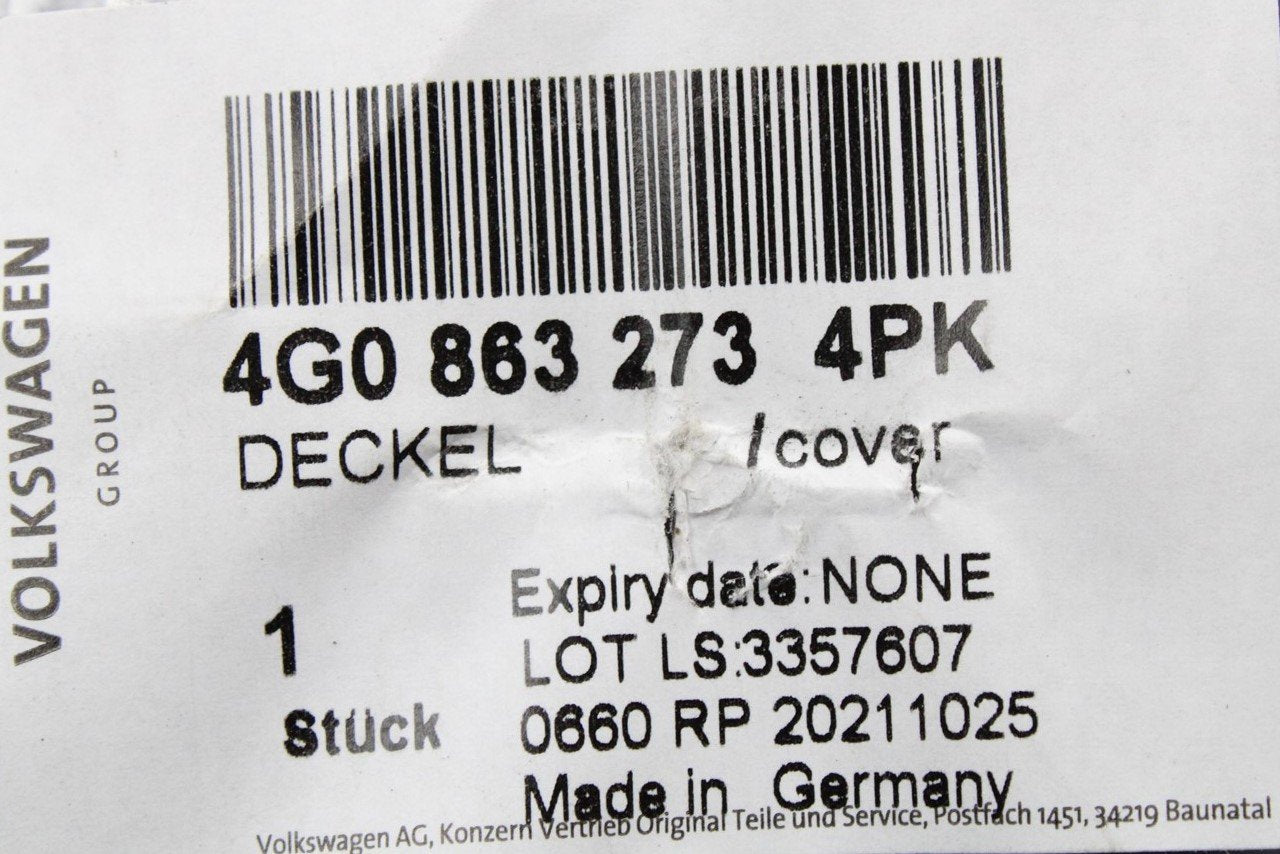 VOLKSWAGEN
GROUP
4G0 863 273 4PK
DECKEL /cover
Expiry date: NONE
1
LOT LS:3357607
Stück
0660 RP 20211025
Made in Germany
Volkswagen AG, Konzern Vertrieb Original Teile und Service, Postfach 1451, 34219 Baunatal